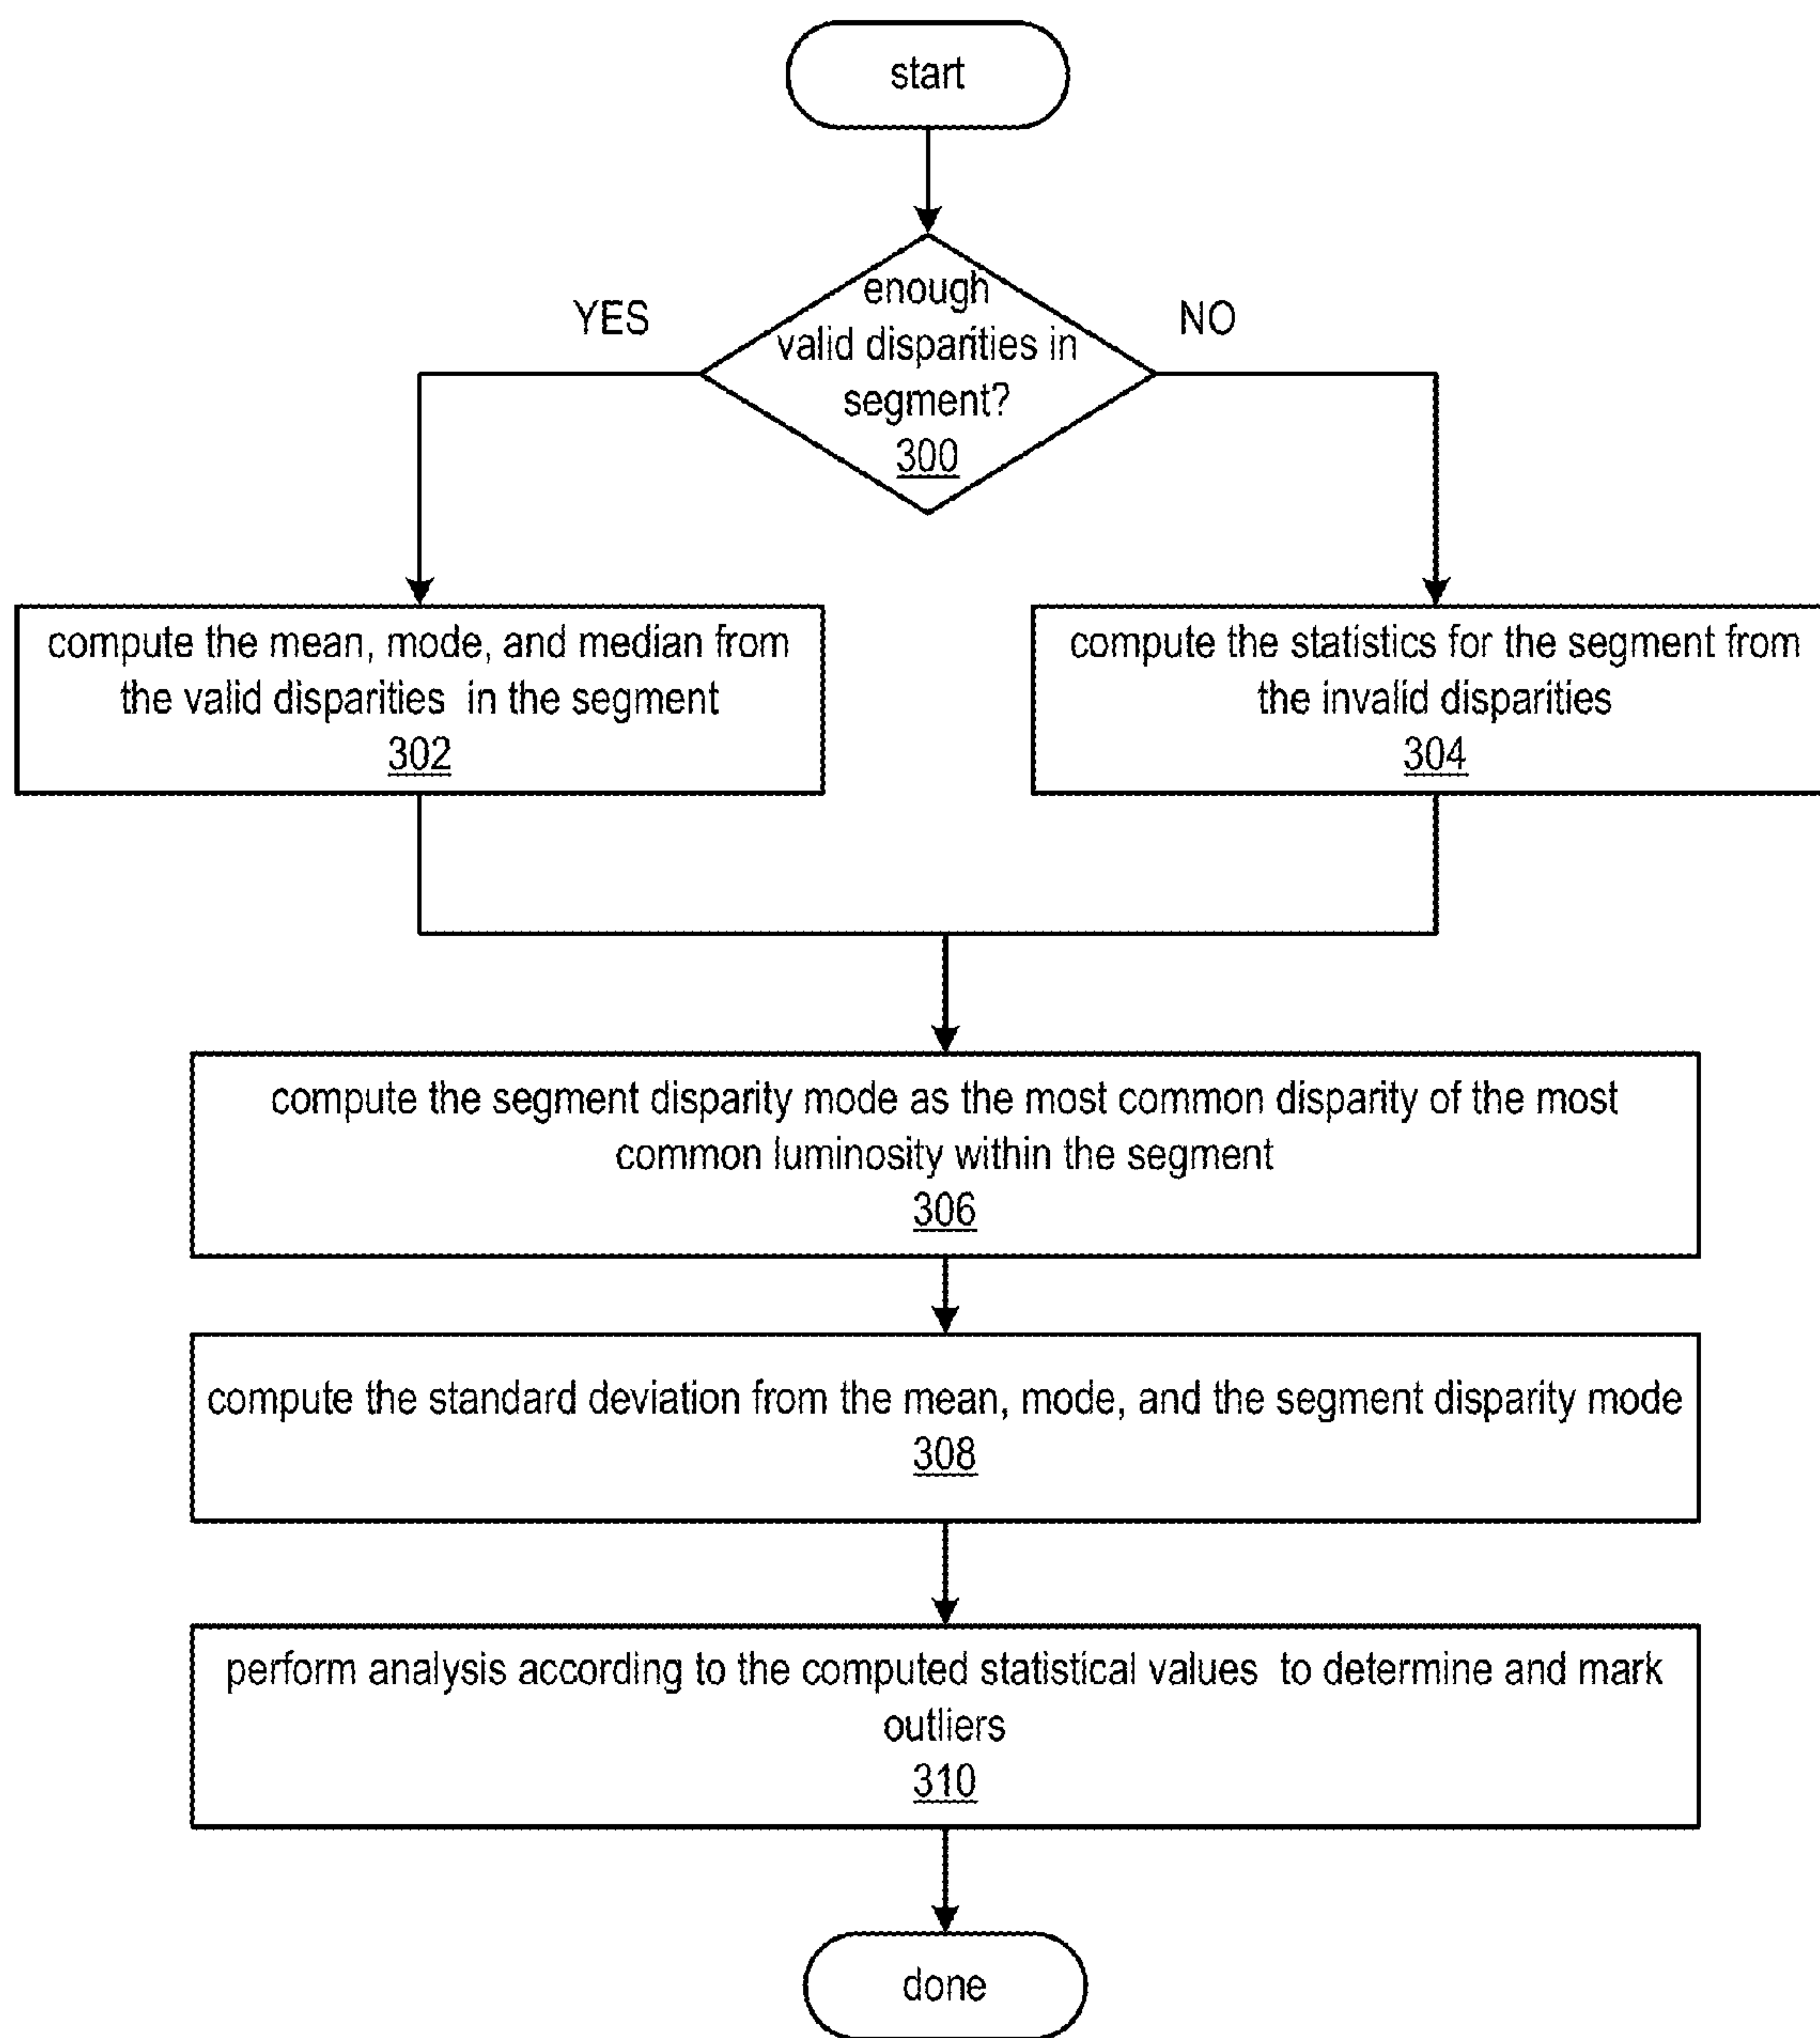 start
enough
valid disparities in
segment?
300
YES
NO
compute the mean, mode, and median from
the valid disparities in the segment
302
compute the statistics for the segment from
the invalid disparities
304
compute the segment disparity mode as the most common disparity of the most
common luminosity within the segment
306
compute the standard deviation from the mean, mode, and the segment disparity mode
308
perform analysis according to the computed statistical values to determine and mark
outliers
310
done